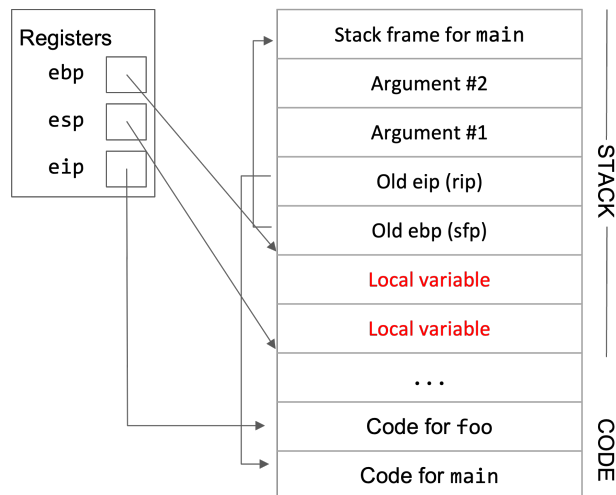 Registers
ebp
esp
eip
Stack frame for main
Argument #2
Argument #1
Old eip (rip)
Old ebp (sfp)
Local variable
Local variable
...
Code for foo
Code for main
STACK
CODE